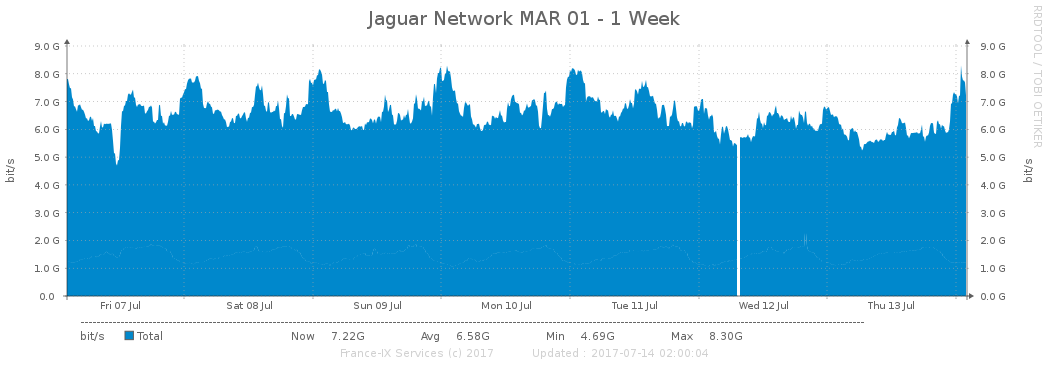 Jaguar Network MAR 01 - 1 Week
RRDTOOL / TOBI OETIKER
9.0 G 9.0 G
8.0 G 8.0 G
7.0 G 7.0 G
6.0 G 6.0 G
5.0 G 5.0 G
4.0 G 4.0 G
3.0 G 3.0 G
2.0 G 2.0 G
1.0 G 1.0 G
0.0 0.0 G
bit/s bit/s
Fri 07 Jul Sat 08 Jul Sun 09 Jul Mon 10 Jul Tue 11 Jul Wed 12 Jul Thu 13 Jul
bit/s Total Now 7.22G Avg 6.58G Min 4.69G Max 8.30G
France-IX Services (c) 2017 Updated : 2017-07-14 02:00:04